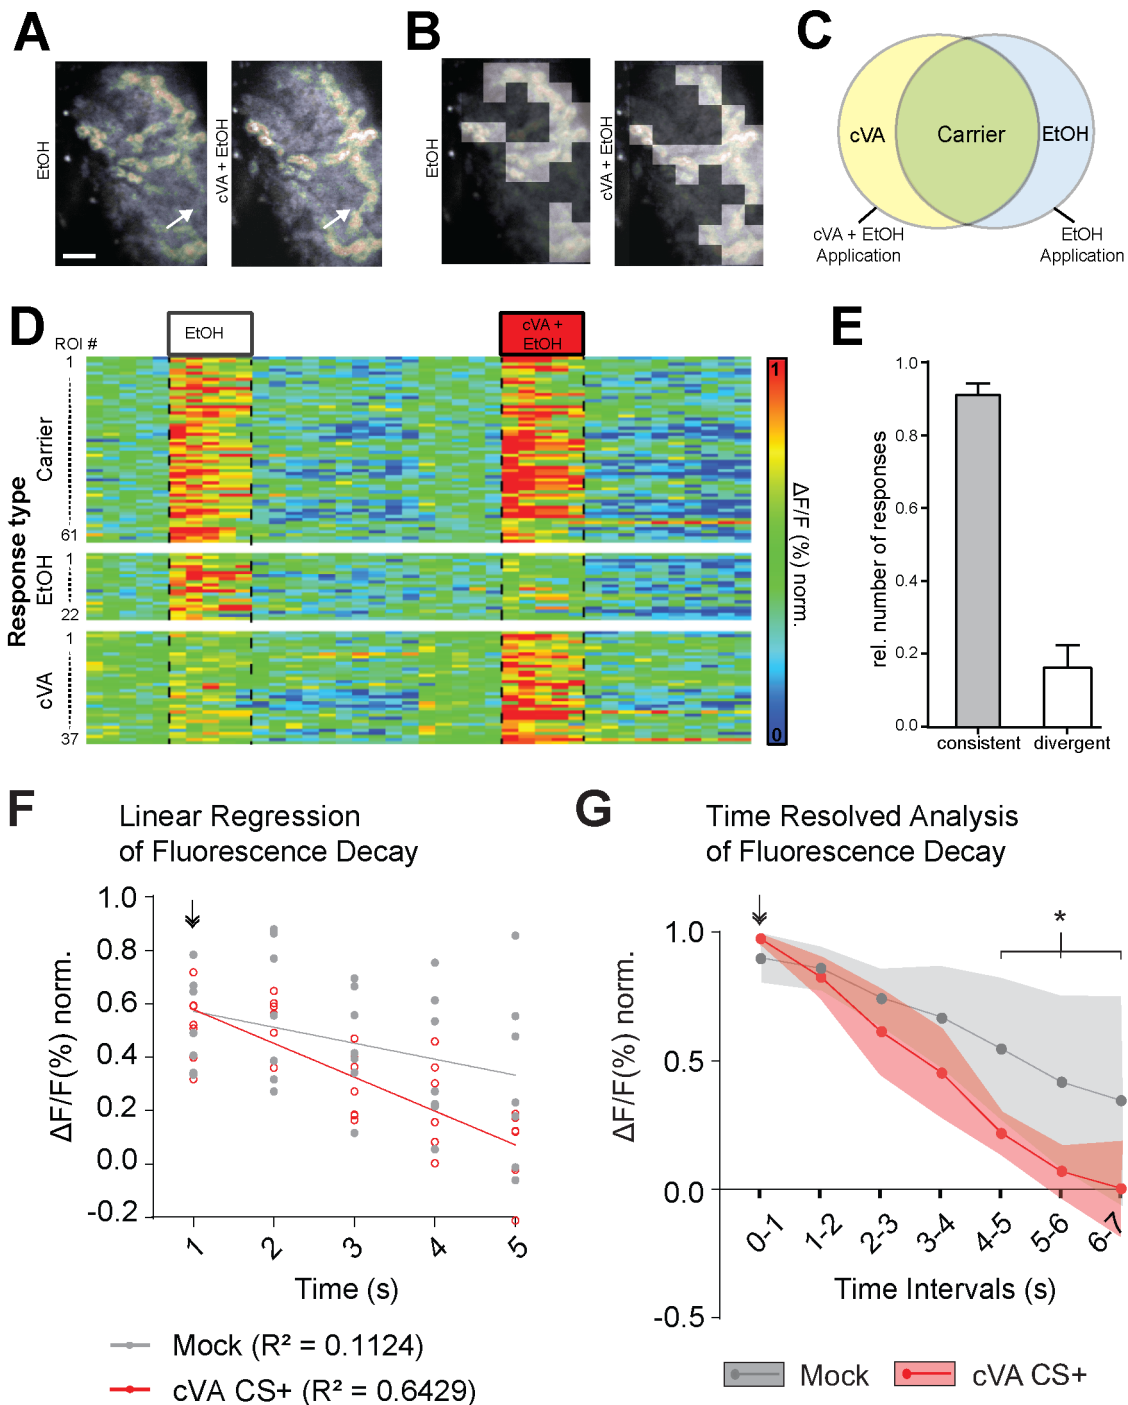 A
EtOH
cVA + EtOH
B
EtOH
cVA + EtOH
C
cVA
Carrier
EtOH
cVA + EtOH
Application
EtOH
Application
D
ROI #
EtOH
cVA +
EtOH
Response type
Carrier
1
61
EtOH
1
22
cVA
1
37
1
0
ΔF/F (%) norm.
E
rel. number of responses
1.0
0.8
0.6
0.4
0.2
0.0
consistent
divergent
F
Linear Regression
of Fluorescence Decay
ΔF/F(%) norm.
1.0
0.8
0.6
0.4
0.2
0.0
-0.2
1
2
3
4
5
Time (s)
Mock (R² = 0.1124)
cVA CS+ (R² = 0.6429)
G
Time Resolved Analysis
of Fluorescence Decay
*
ΔF/F(%) norm.
1.0
0.5
0.0
-0.5
0-1
1-2
2-3
3-4
4-5
5-6
6-7
Time Intervals (s)
Mock
cVA CS+